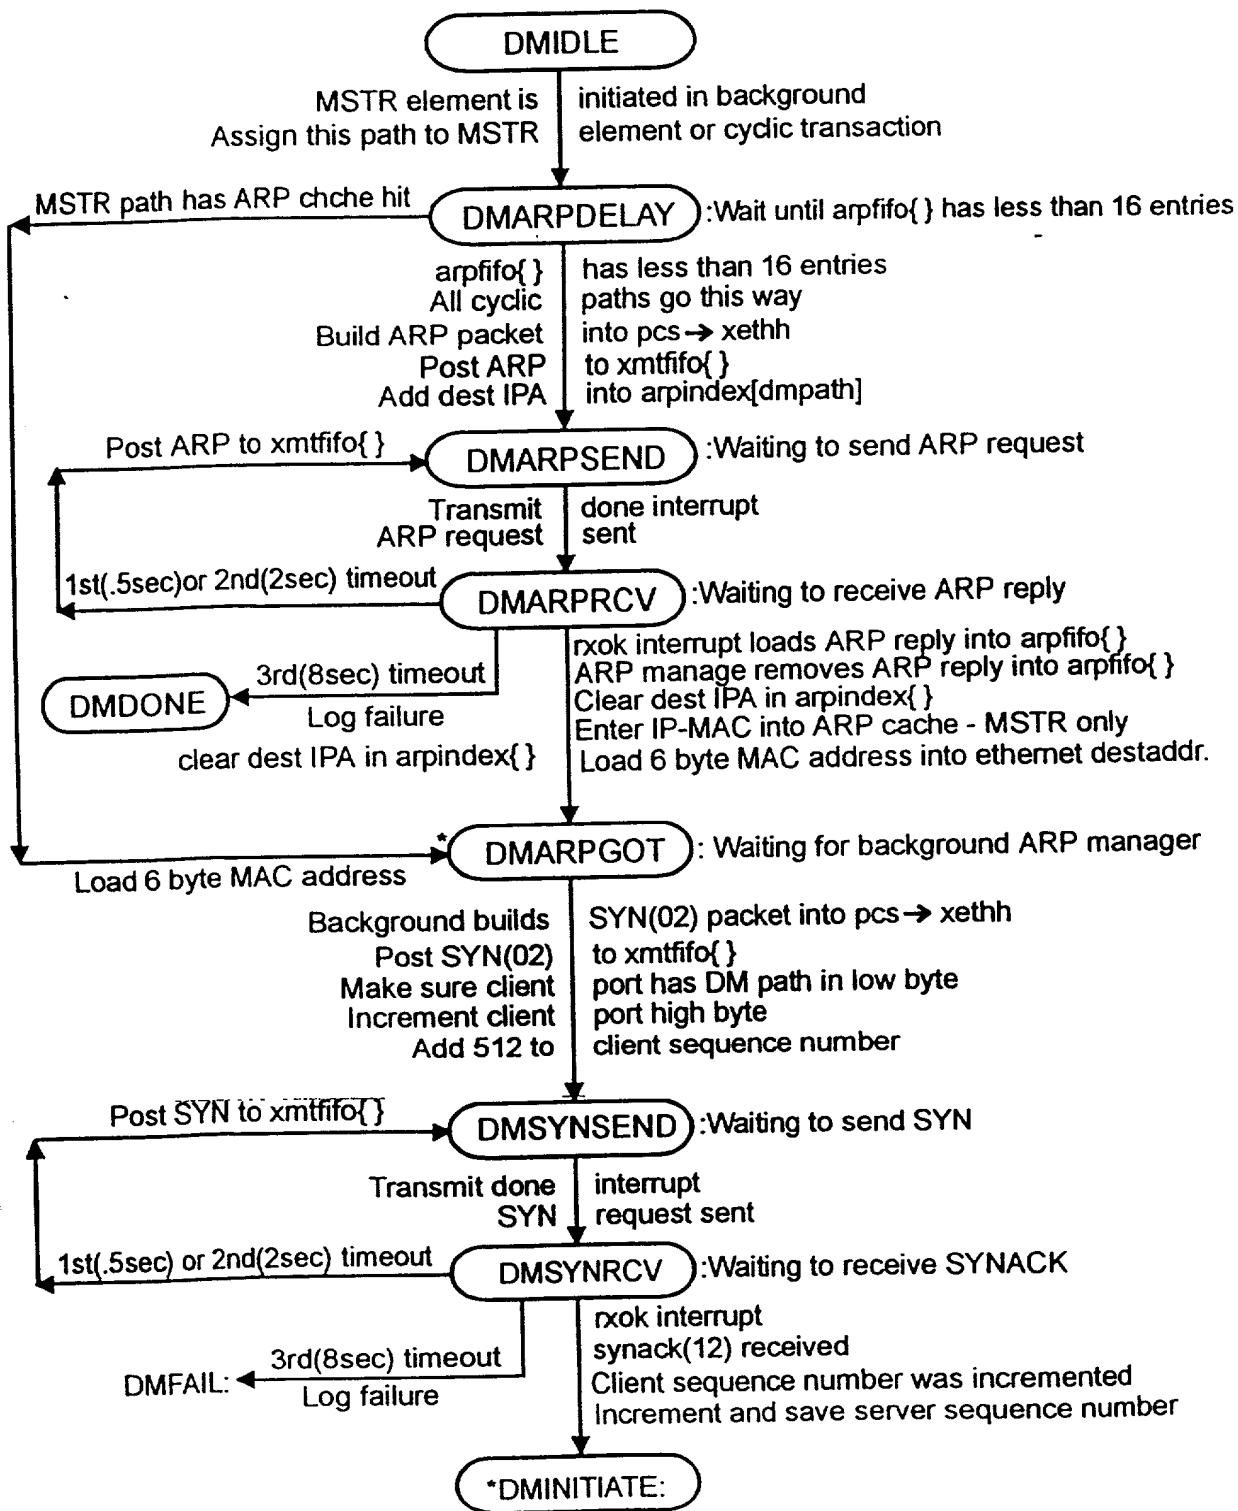 DMIDLE
MSTR element is initiated in background
Assign this path to MSTR element or cyclic transaction
MSTR path has ARP chche hit
DMARPDELAY :Wait until arpfifo{ } has less than 16 entries
arpfifo{ } has less than 16 entries
All cyclic paths go this way
Build ARP packet into pcs→ xethh
Post ARP to xmtfifo{ }
Add dest IPA into arpindex[dmpath]
Post ARP to xmtfifo{ }
DMARPSEND :Waiting to send ARP request
Transmit done interrupt
ARP request sent
1st(.5sec)or 2nd(2sec) timeout
DMARPRCV :Waiting to receive ARP reply
rxok interrupt loads ARP reply into arpfifo{ }
ARP manage removes ARP reply into arpfifo{ }
Clear dest IPA in arpindex{ }
Enter IP-MAC into ARP cache - MSTR only
Load 6 byte MAC address into ethernet destaddr.
3rd(8sec) timeout
DMDONE
Log failure
clear dest IPA in arpindex{ }
*
DMARPGOT : Waiting for background ARP manager
Load 6 byte MAC address
Background builds SYN(02) packet into pcs→ xethh
Post SYN(02) to xmtfifo{ }
Make sure client port has DM path in low byte
Increment client port high byte
Add 512 to client sequence number
Post SYN to xmtfifo{ }
DMSYNSEND :Waiting to send SYN
Transmit done interrupt
SYN request sent
1st(.5sec) or 2nd(2sec) timeout
DMSYNRCV :Waiting to receive SYNACK
rxok interrupt
synack(12) received
Client sequence number was incremented
Increment and save server sequence number
3rd(8sec) timeout
DMFAIL:
Log failure
*DMINITIATE: